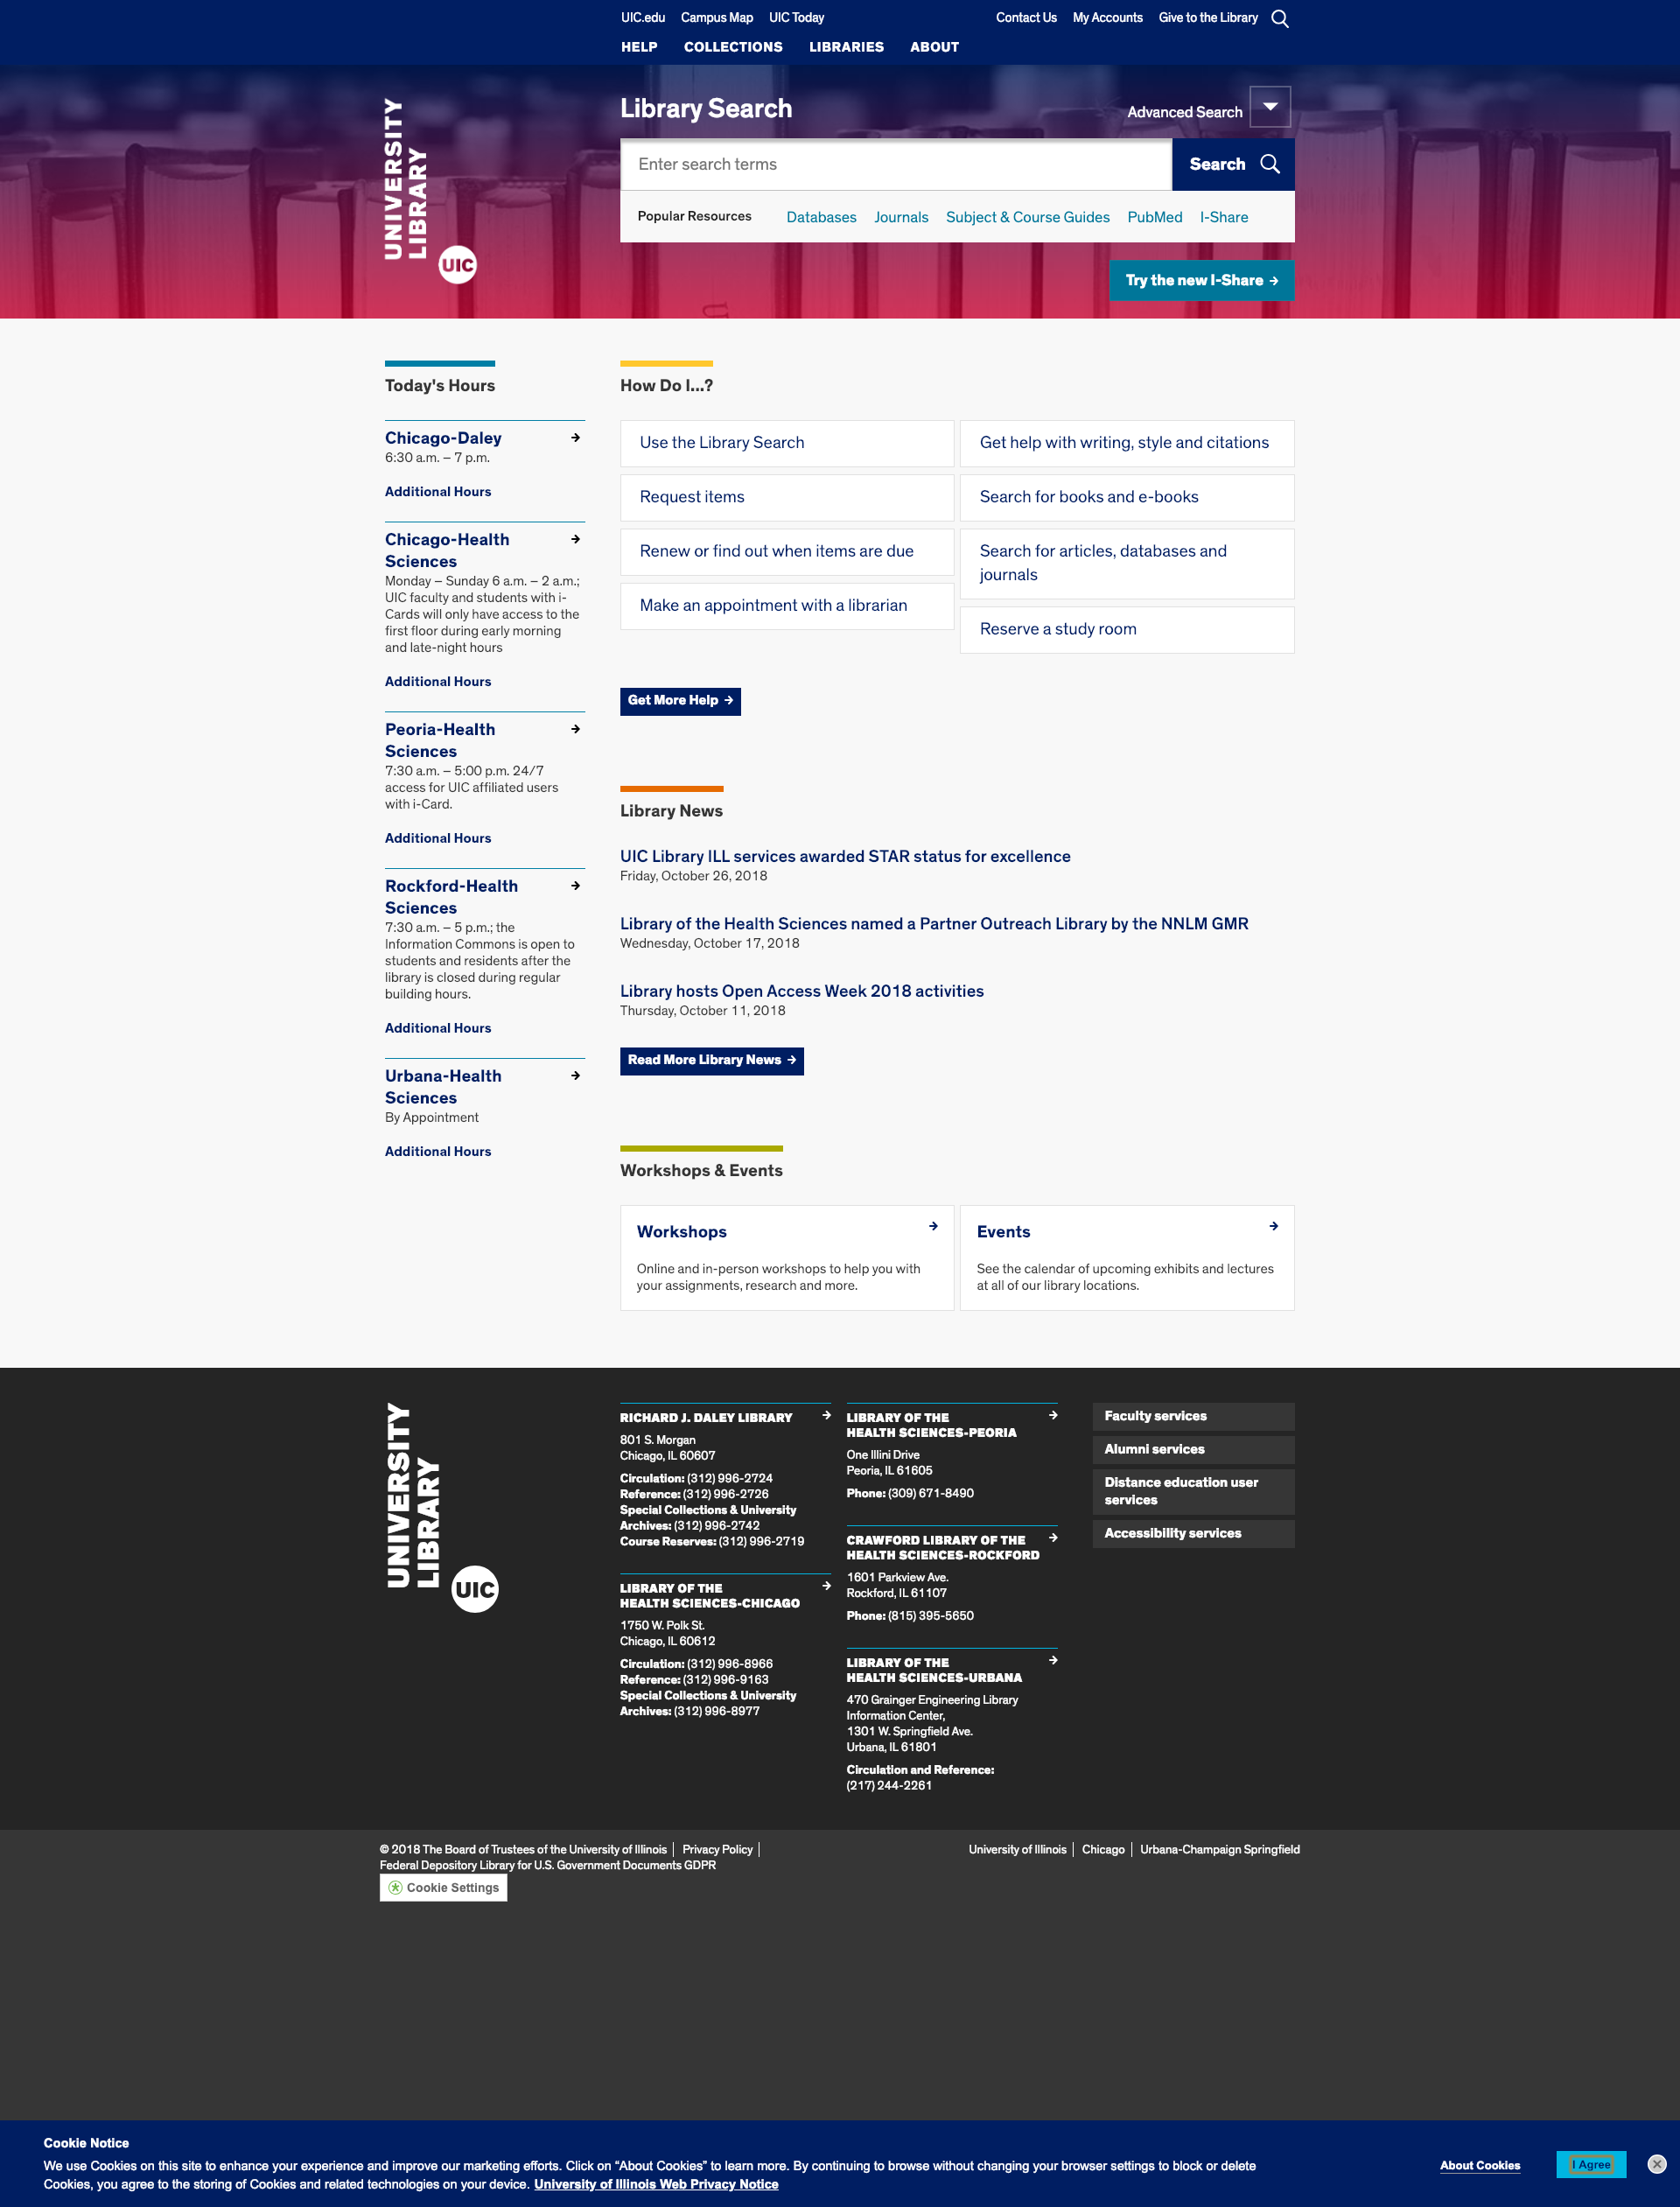 UIC.edu Campus Map UIC Today Contact Us My Accounts Give to the Library
HELP COLLECTIONS LIBRARIES ABOUT
UNIVERSITY
LIBRARY
UIC
Library Search
Advanced Search
Enter search terms
Search
Popular Resources Databases Journals Subject & Course Guides PubMed I-Share
Try the new I-Share
Today's Hours
Chicago-Daley
6:30 a.m. – 7 p.m.
Additional Hours
Chicago-Health
Sciences
Monday – Sunday 6 a.m. – 2 a.m.;
UIC faculty and students with i-
Cards will only have access to the
first floor during early morning
and late-night hours
Additional Hours
Peoria-Health
Sciences
7:30 a.m. – 5:00 p.m. 24/7
access for UIC affiliated users
with i-Card.
Additional Hours
Rockford-Health
Sciences
7:30 a.m. – 5 p.m.; the
Information Commons is open to
students and residents after the
library is closed during regular
building hours.
Additional Hours
Urbana-Health
Sciences
By Appointment
Additional Hours
How Do I...?
Use the Library Search
Request items
Renew or find out when items are due
Make an appointment with a librarian
Get help with writing, style and citations
Search for books and e-books
Search for articles, databases and
journals
Reserve a study room
Get More Help
Library News
UIC Library ILL services awarded STAR status for excellence
Friday, October 26, 2018
Library of the Health Sciences named a Partner Outreach Library by the NNLM GMR
Wednesday, October 17, 2018
Library hosts Open Access Week 2018 activities
Thursday, October 11, 2018
Read More Library News
Workshops & Events
Workshops
Online and in-person workshops to help you with
your assignments, research and more.
Events
See the calendar of upcoming exhibits and lectures
at all of our library locations.
UNIVERSITY
LIBRARY
UIC
RICHARD J. DALEY LIBRARY
801 S. Morgan
Chicago, IL 60607
Circulation: (312) 996-2724
Reference: (312) 996-2726
Special Collections & University
Archives: (312) 996-2742
Course Reserves: (312) 996-2719
LIBRARY OF THE
HEALTH SCIENCES-CHICAGO
1750 W. Polk St.
Chicago, IL 60612
Circulation: (312) 996-8966
Reference: (312) 996-9163
Special Collections & University
Archives: (312) 996-8977
LIBRARY OF THE
HEALTH SCIENCES-PEORIA
One Illini Drive
Peoria, IL 61605
Phone: (309) 671-8490
CRAWFORD LIBRARY OF THE
HEALTH SCIENCES-ROCKFORD
1601 Parkview Ave.
Rockford, IL 61107
Phone: (815) 395-5650
LIBRARY OF THE
HEALTH SCIENCES-URBANA
470 Grainger Engineering Library
Information Center,
1301 W. Springfield Ave.
Urbana, IL 61801
Circulation and Reference:
(217) 244-2261
Faculty services
Alumni services
Distance education user
services
Accessibility services
© 2018 The Board of Trustees of the University of Illinois Privacy Policy
Federal Depository Library for U.S. Government Documents GDPR
Cookie Settings
University of Illinois Chicago Urbana-Champaign Springfield
Cookie Notice
We use Cookies on this site to enhance your experience and improve our marketing efforts. Click on “About Cookies” to learn more. By continuing to browse without changing your browser settings to block or delete
Cookies, you agree to the storing of Cookies and related technologies on your device. University of Illinois Web Privacy Notice
About Cookies
I Agree